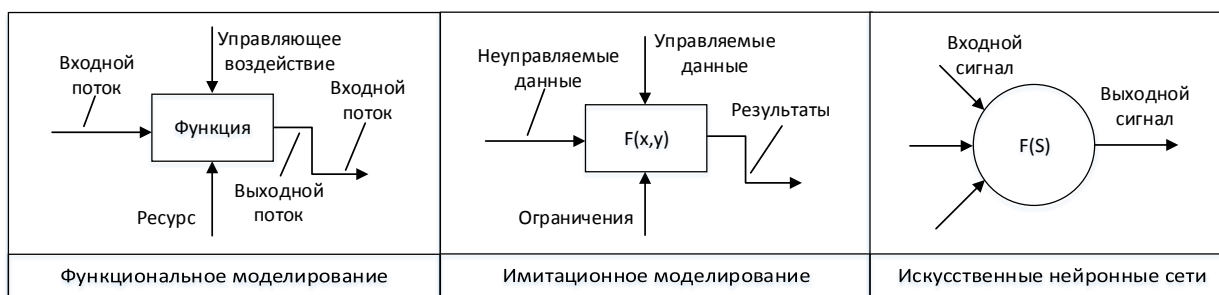 Управляющее
воздействие
Входной
поток
Входной
поток
Функция
Выходной
поток
Ресурс
Функциональное моделирование
Управляемые
данные
Неуправляемые
данные
Результаты
F(x,y)
Ограничения
Имитационное моделирование
Входной
сигнал
Выходной
сигнал
F(S)
Искусственные нейронные сети